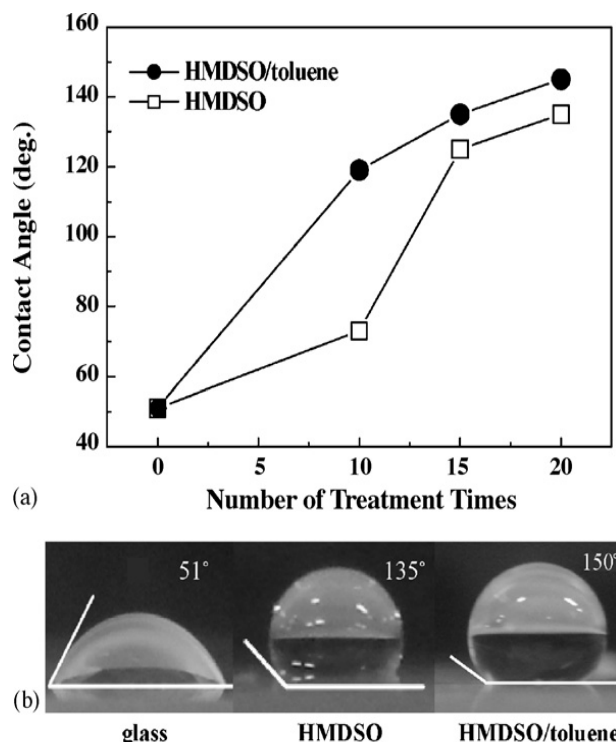 160
140
120
100
80
60
40
Contact Angle (deg.)
HMDSO/toluene
HMDSO
0 5 10 15 20
Number of Treatment Times
(a)
51°
135°
150°
(b)
glass HMDSO HMDSO/toluene